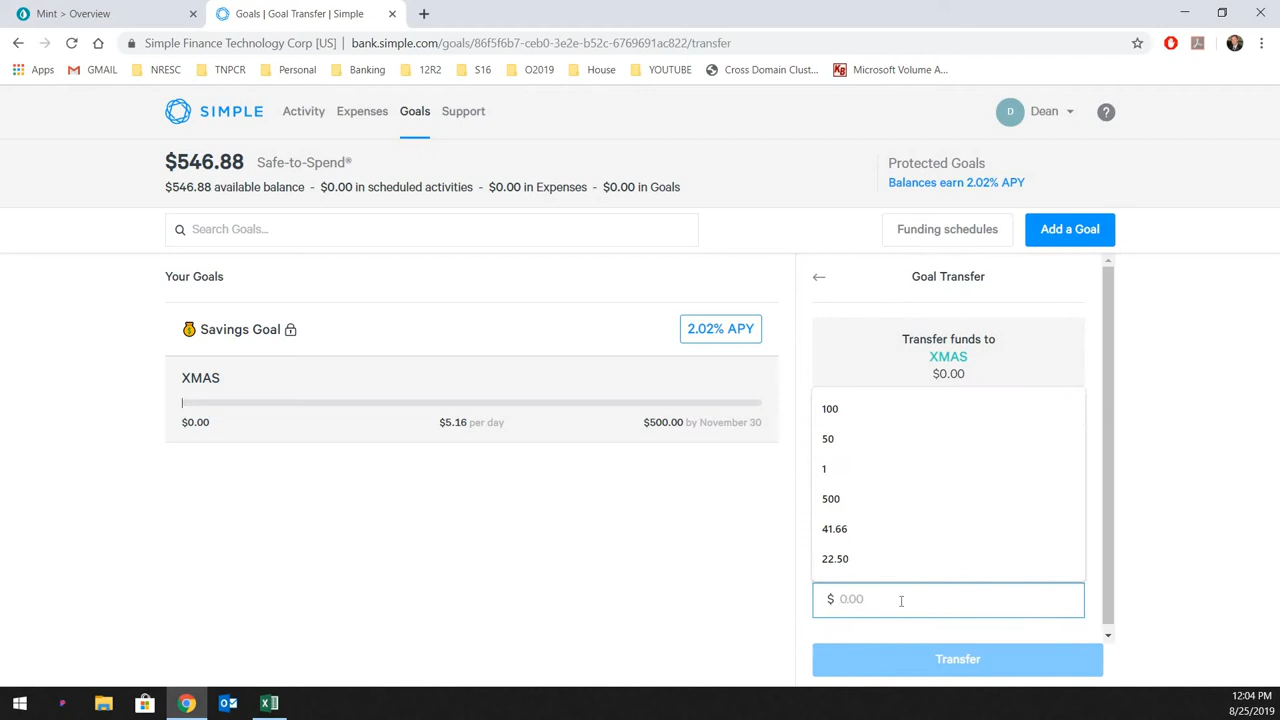 Mint > Overview
Goals | Goal Transfer | Simple
Simple Finance Technology Corp [US] | bank.simple.com/goals/86f5f6b7-ceb0-3e2e-b52c-6769691ac822/transfer
Apps GMAIL NRESC TNPCR Personal Banking 12R2 S16 O2019 House YOUTUBE Cross Domain Clust... Microsoft Volume A...
SIMPLE Activity Expenses Goals Support D Dean ?
$546.88 Safe-to-Spend®
$546.88 available balance - $0.00 in scheduled activities - $0.00 in Expenses - $0.00 in Goals
Protected Goals
Balances earn 2.02% APY
Search Goals... Funding schedules Add a Goal
Your Goals
Savings Goal 2.02% APY
XMAS
$0.00 $5.16 per day $500.00 by November 30
Goal Transfer
Transfer funds to
XMAS
$0.00
100
50
1
500
41.66
22.50
$ 0.00
Transfer
12:04 PM
8/25/2019